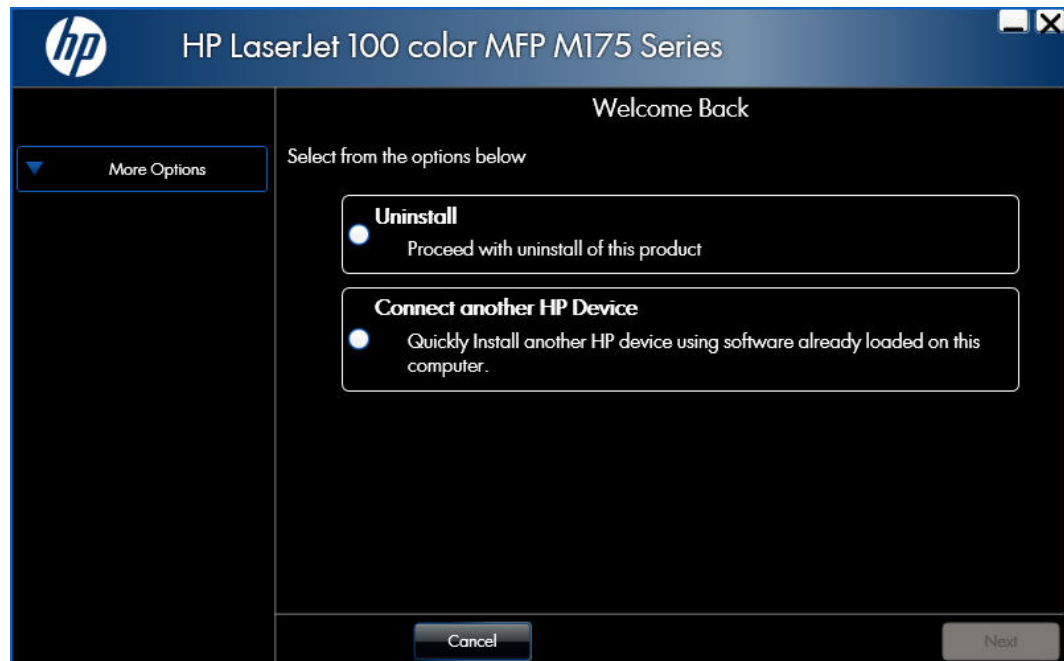 hp
HP LaserJet 100 color MFP M175 Series
Welcome Back
More Options
Select from the options below
Uninstall
Proceed with uninstall of this product
Connect another HP Device
Quickly Install another HP device using software already loaded on this
computer.
Cancel
Next